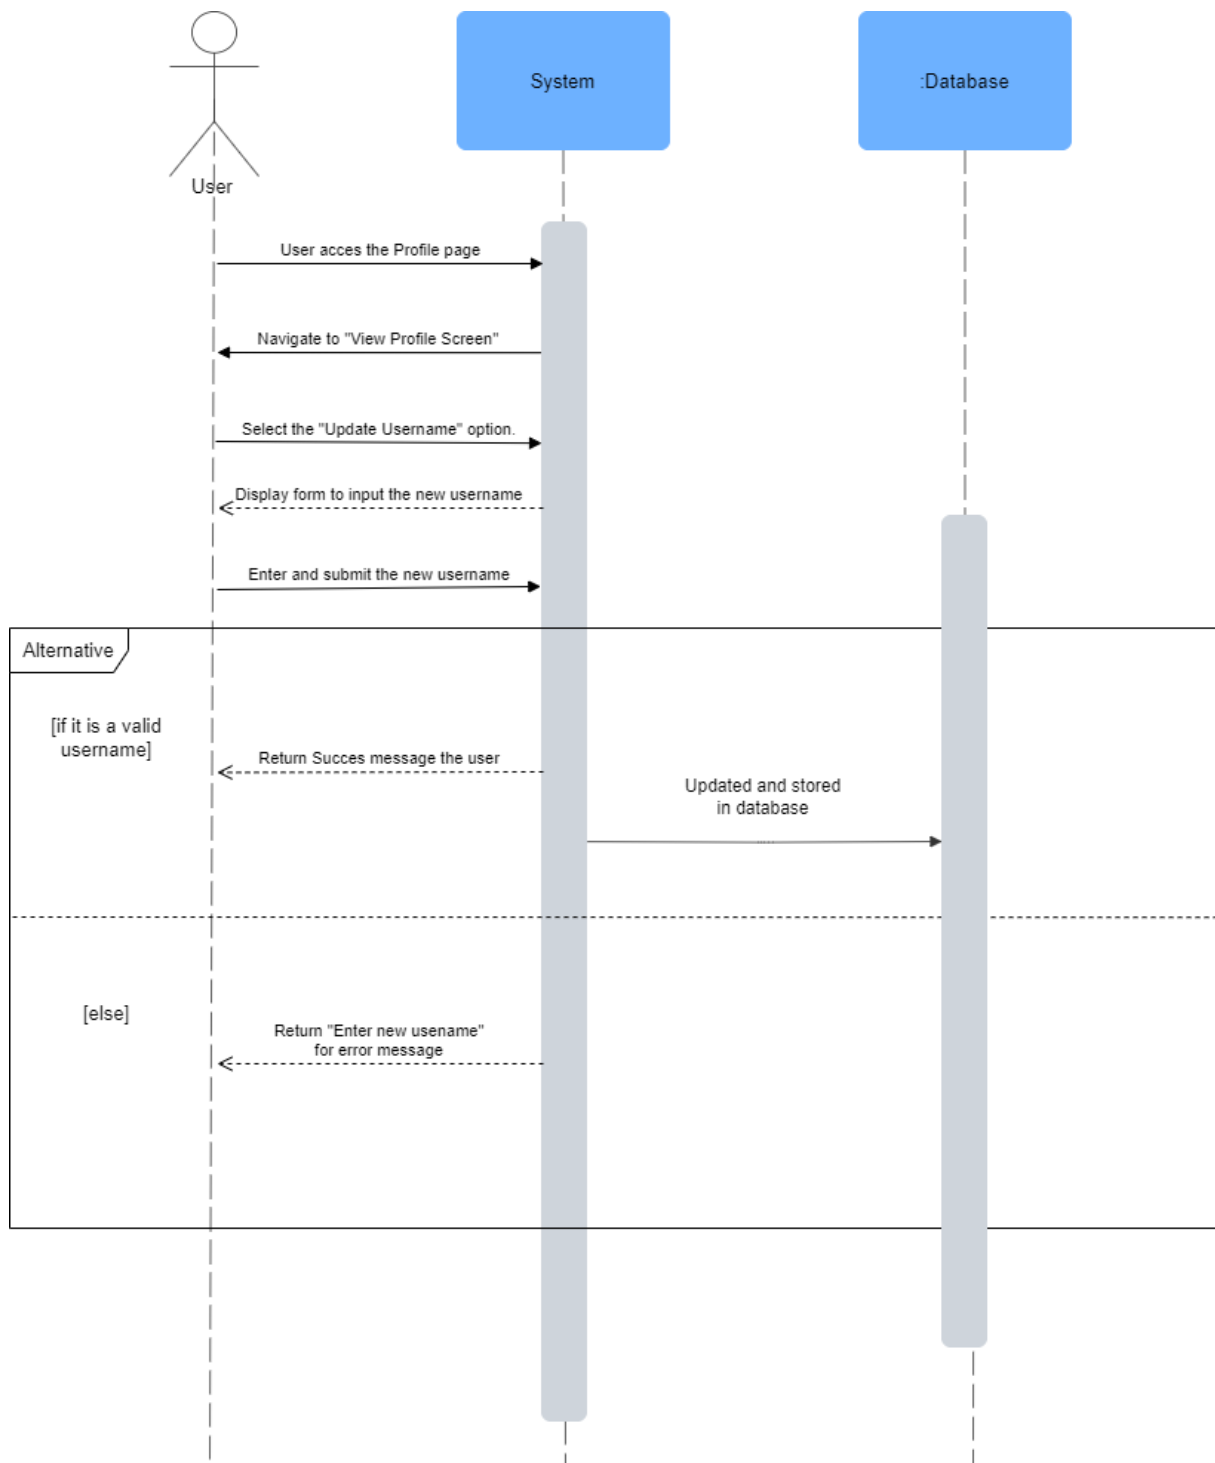 System
:Database
User
User acces the Profile page
Navigate to "View Profile Screen"
Select the "Update Username" option.
Display form to input the new username
Enter and submit the new username
Alternative
[if it is a valid
username]
Return Succes message the user
Updated and stored
in database
[else]
Return "Enter new usename"
for error message